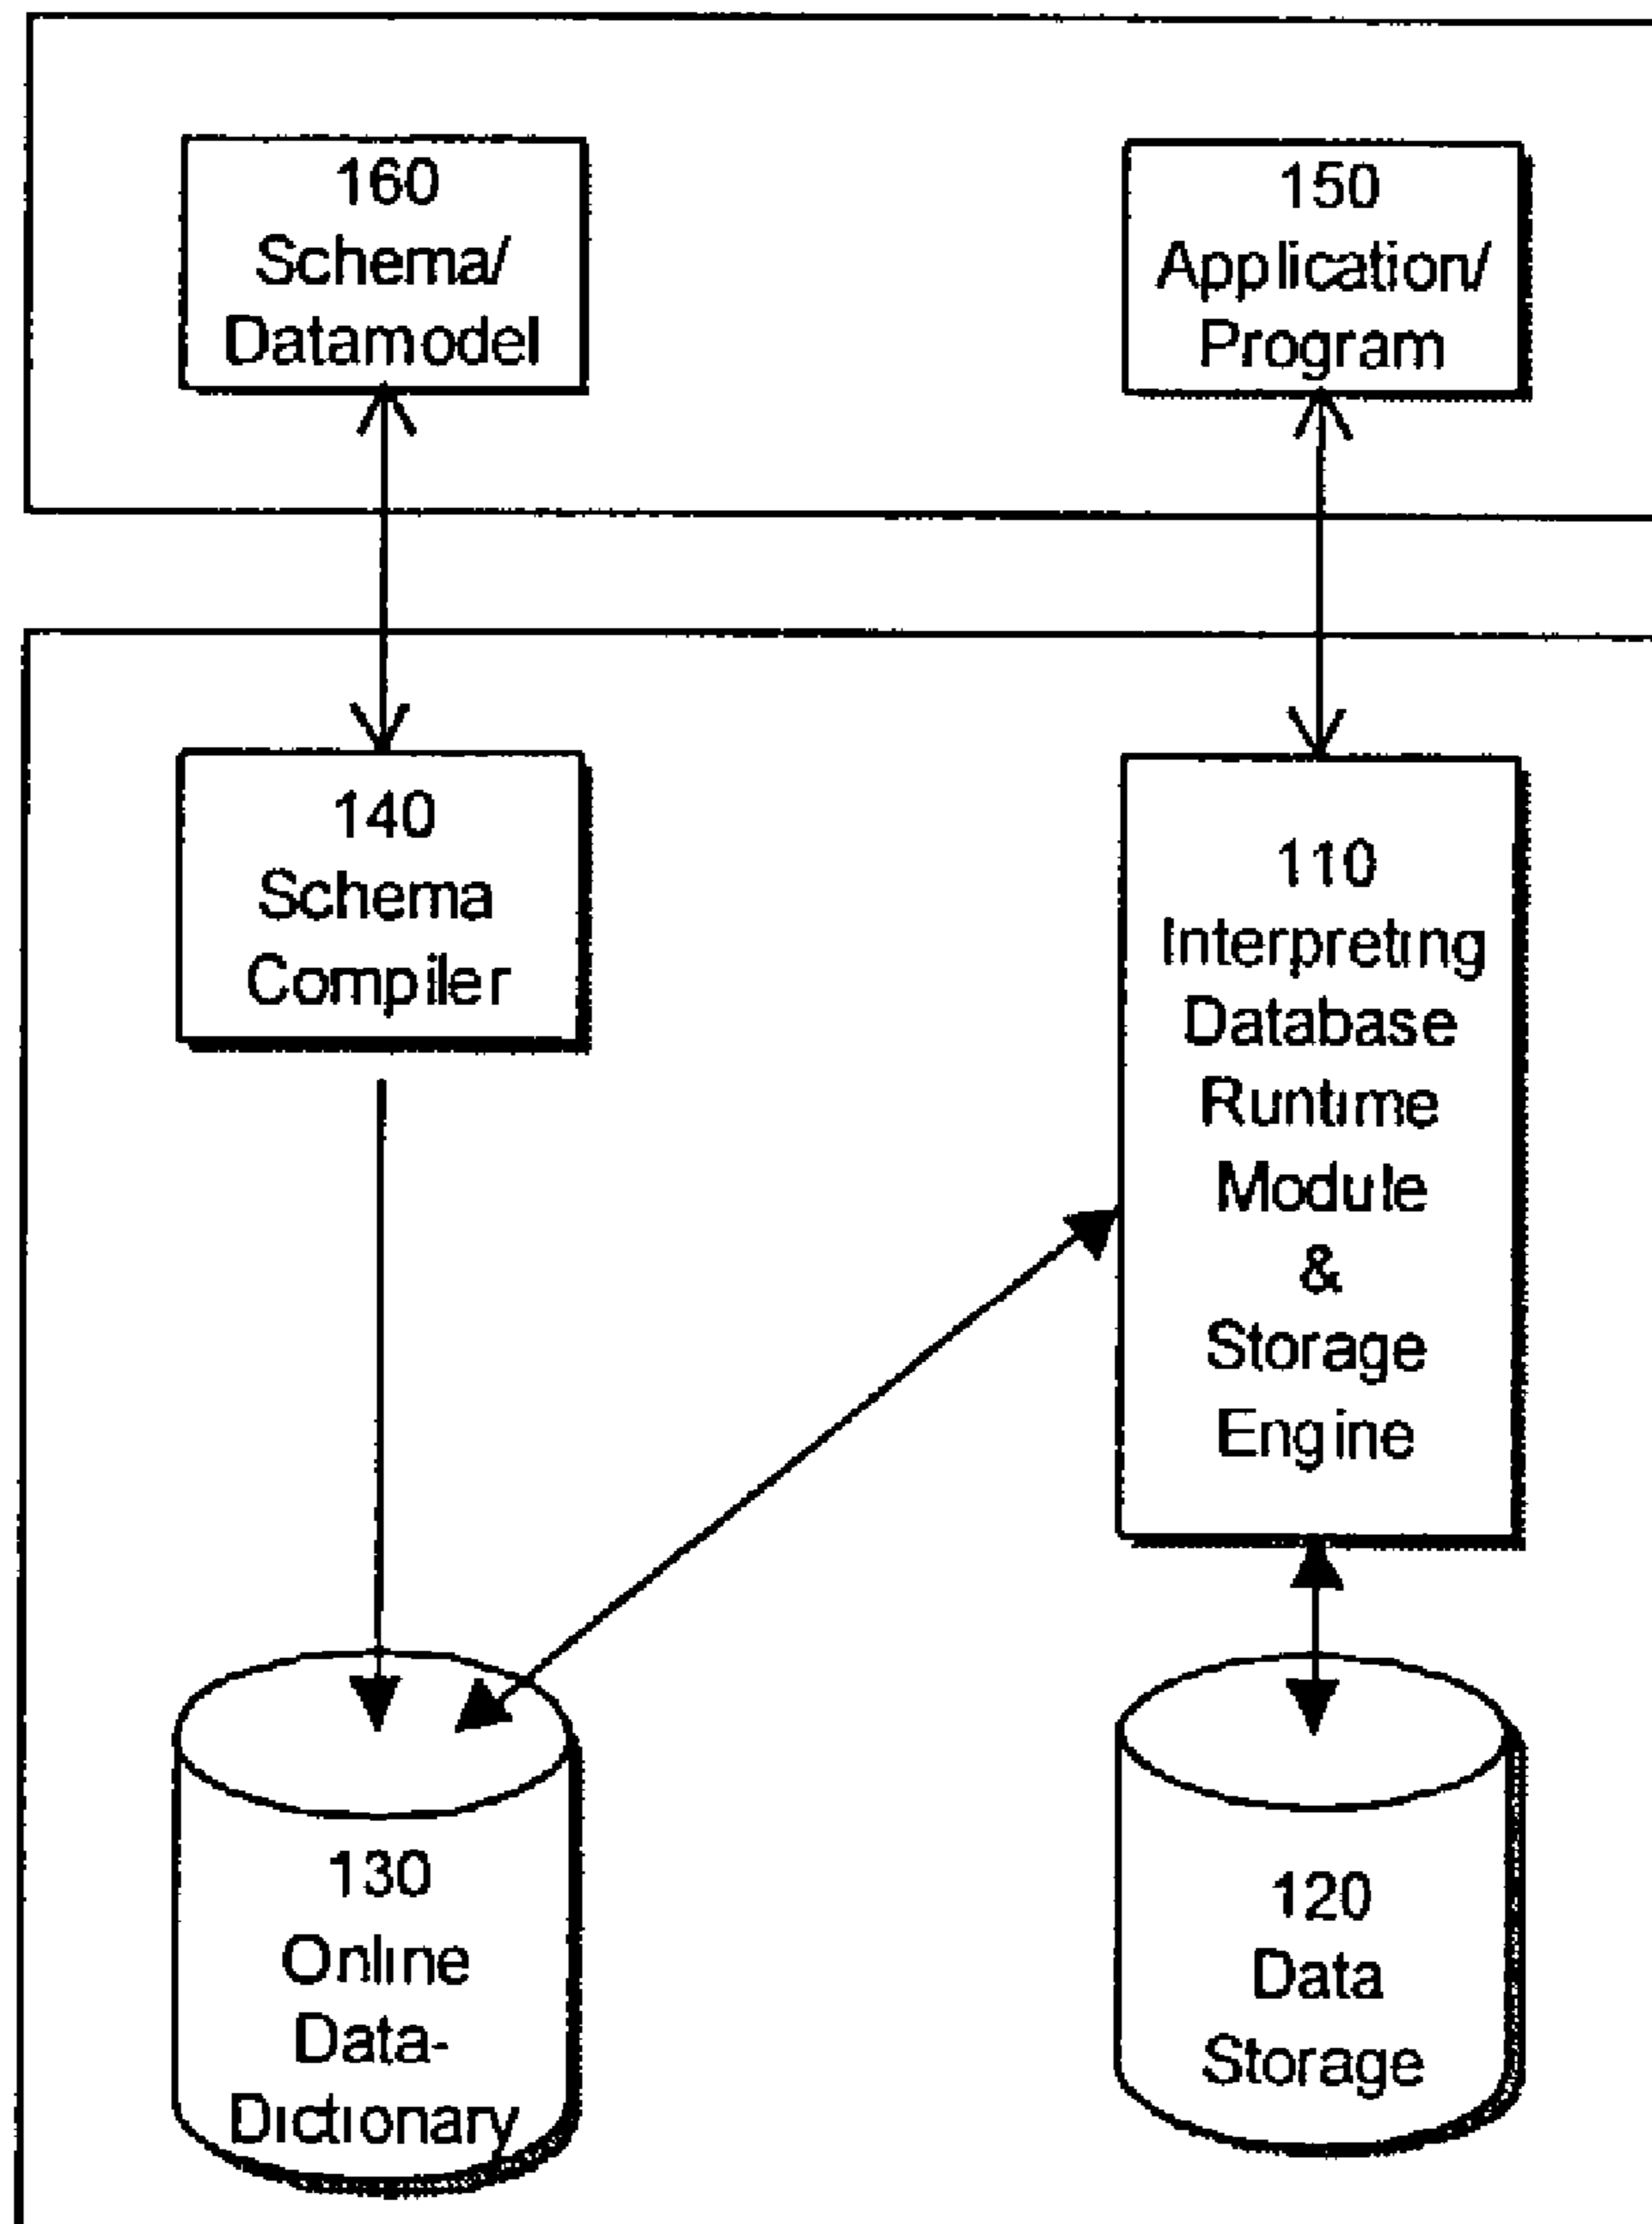 160
Schema/
Datamodel
150
Application/
Program
140
Schema
Compiler
110
Interpreting
Database
Runtime
Module
&
Storage
Engine
130
Online
Data-
Dictionary
120
Data
Storage